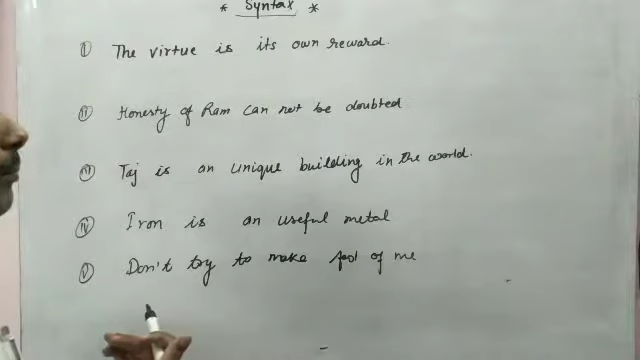 * Syntax *
(I) The virtue is its own reward.
(II) Honesty of Ram can not be doubted
(III) Taj is an unique building in the world.
(IV) Iron is an useful metal
(V) Don't try to make fool of me